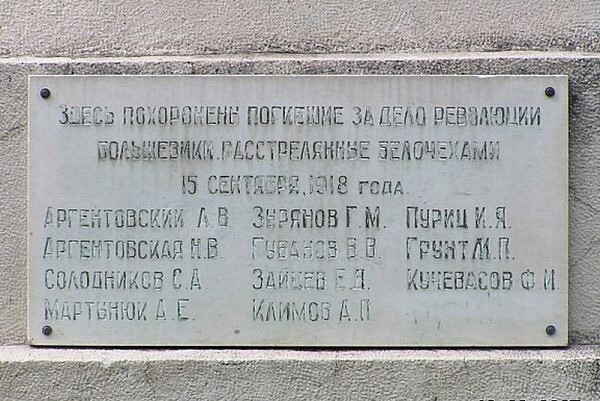 Здесь похоронены погибшие за дело революции
большевики, расстрелянные белочехами
15 сентября 1918 года.
Аргентовский А.В. Зырянов Г.М. Пуриц И.Я.
Аргентовская Н.В. Губанов В.В. Грунт М.П.
Солодников С.А. Зайцев Е.Д. Кучевасов Ф.И.
Мартынюк А.Е. Климов А.П.